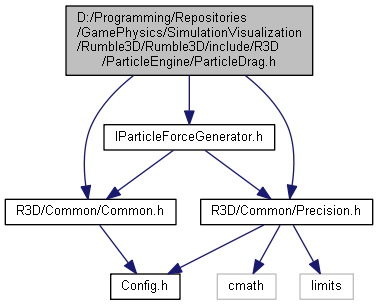 D:/Programming/Repositories
/GamePhysics/SimulationVisualization
/Rumble3D/Rumble3D/include/R3D
/ParticleEngine/ParticleDrag.h
IParticleForceGenerator.h
R3D/Common/Common.h
R3D/Common/Precision.h
Config.h
cmath
limits